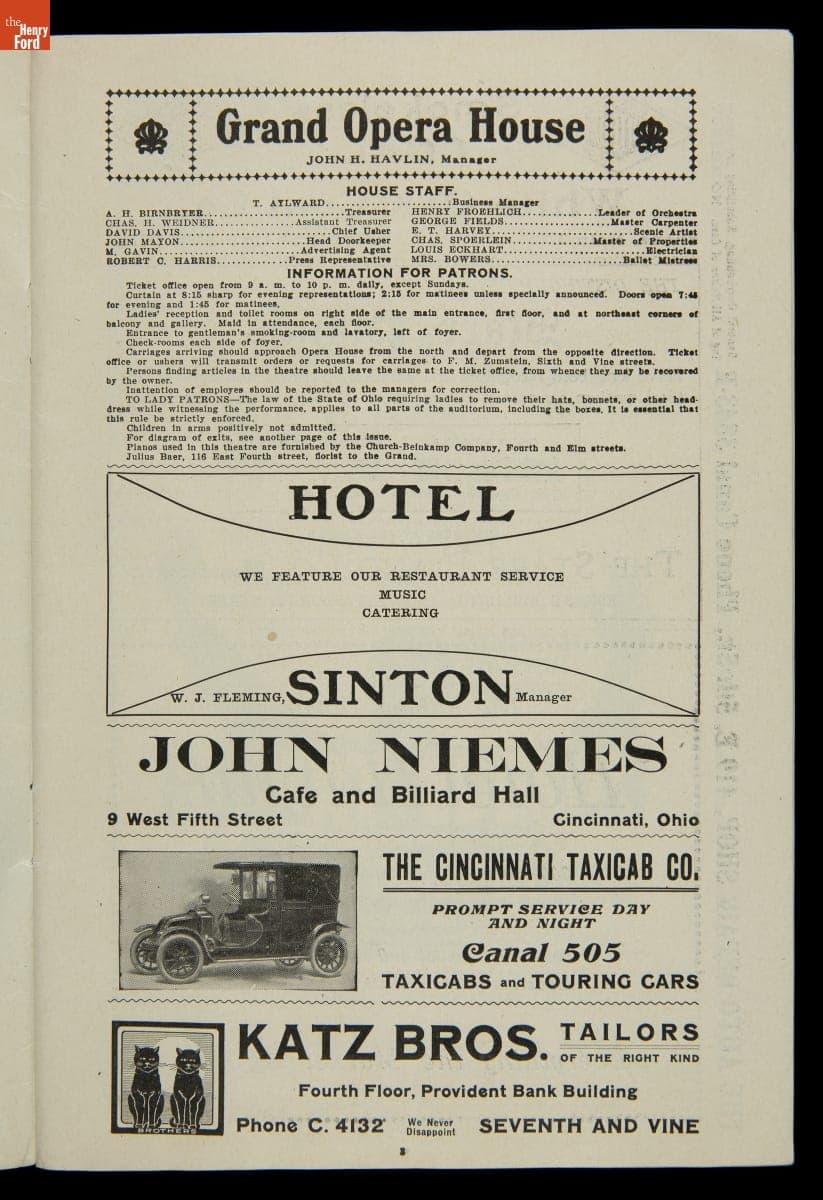 the
Henry
Ford
Grand Opera House
JOHN H. HAVLIN, Manager
HOUSE STAFF.
T. AYLWARD........................Business Manager
A. H. BIRNBRYER........................Treasurer
CHAS. H. WEIDNER..............Assistant Treasurer
DAVID DAVIS..........................Chief Usher
JOHN MAYON......................Head Doorkeeper
M. GAVIN........................Advertising Agent
ROBERT C. HARRIS............Press Representative
HENRY FROEHLICH.............Leader of Orchestra
GEORGE FIELDS.......................Master Carpenter
E. T. HARVEY.............................Scenic Artist
CHAS. SPOERLEIN...............Master of Properties
LOUIS ECKHART.........................Electrician
MRS. BOWERS.........................Ballet Mistress
INFORMATION FOR PATRONS.
Ticket office open from 9 a. m. to 10 p. m. daily, except Sundays.
Curtain at 8:15 sharp for evening representations; 2:15 for matinees unless specially announced. Doors open 7:45
for evening and 1:45 for matinees.
Ladies' reception and toilet rooms on right side of the main entrance, first floor, and at northeast corners of
balcony and gallery. Maid in attendance, each floor.
Entrance to gentleman's smoking-room and lavatory, left of foyer.
Check-rooms each side of foyer.
Carriages arriving should approach Opera House from the north and depart from the opposite direction. Ticket
office or ushers will transmit orders or requests for carriages to F. M. Zumstein, Sixth and Vine streets.
Persons finding articles in the theatre should leave the same at the ticket office, from whence they may be recovered
by the owner.
Inattention of employes should be reported to the managers for correction.
TO LADY PATRONS—The law of the State of Ohio requiring ladies to remove their hats, bonnets, or other head-
dress while witnessing the performance, applies to all parts of the auditorium, including the boxes. It is essential that
this rule be strictly enforced.
Children in arms positively not admitted.
For diagram of exits, see another page of this issue.
Pianos used in this theatre are furnished by the Church-Beinkamp Company, Fourth and Elm streets.
Julius Baer, 116 East Fourth street, florist to the Grand.
HOTEL
WE FEATURE OUR RESTAURANT SERVICE
MUSIC
CATERING
W. J. FLEMING, SINTON Manager
JOHN NIEMES
Cafe and Billiard Hall
9 West Fifth Street Cincinnati, Ohio
THE CINCINNATI TAXICAB CO.
PROMPT SERVICE DAY
AND NIGHT
Canal 505
TAXICABS and TOURING CARS
BROTHERS
KATZ BROS. TAILORS
OF THE RIGHT KIND
Fourth Floor, Provident Bank Building
Phone C. 4132 We Never
Disappoint SEVENTH AND VINE
3